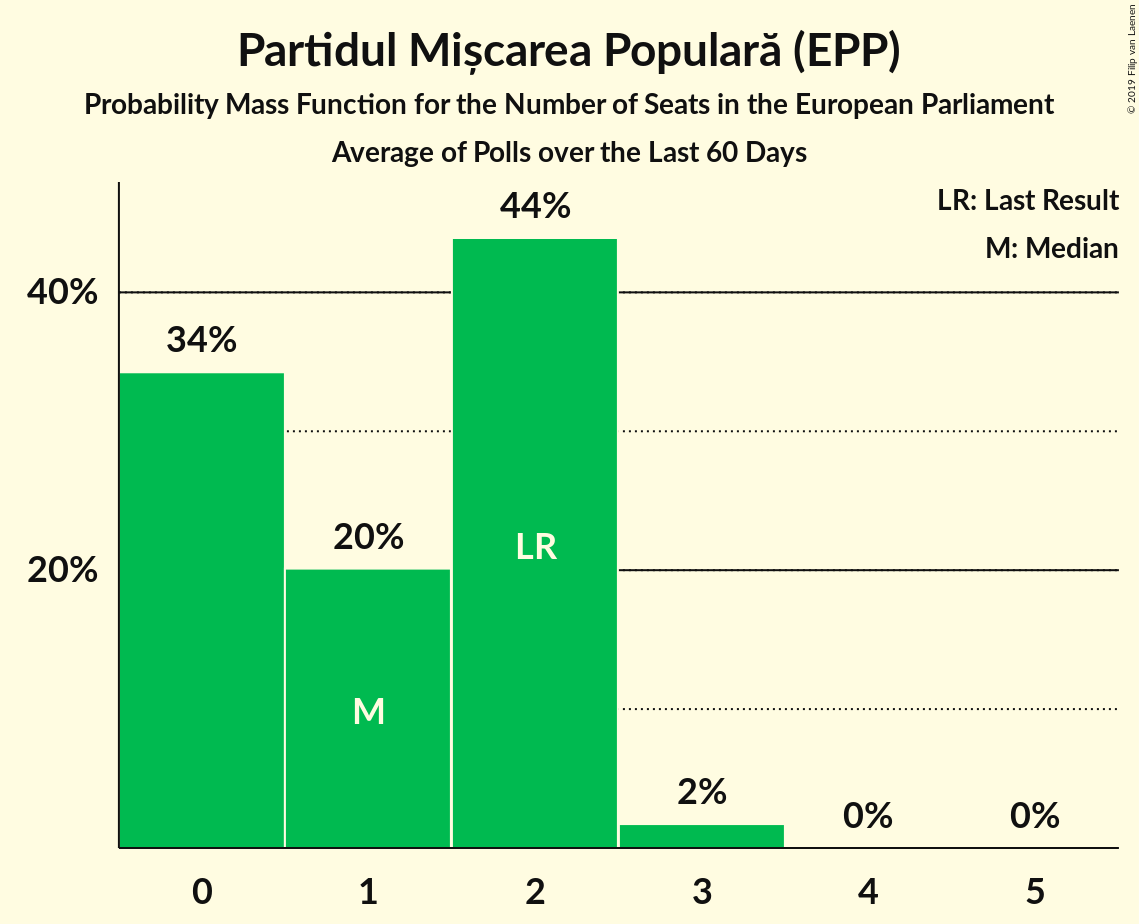 Partidul Mișcarea Populară (EPP)
Probability Mass Function for the Number of Seats in the European Parliament
Average of Polls over the Last 60 Days
© 2019 Filip van Laenen
LR: Last Result
M: Median
44%
40%
34%
20%
LR
20%
M
2%
0%
0%
0
1
2
3
4
5